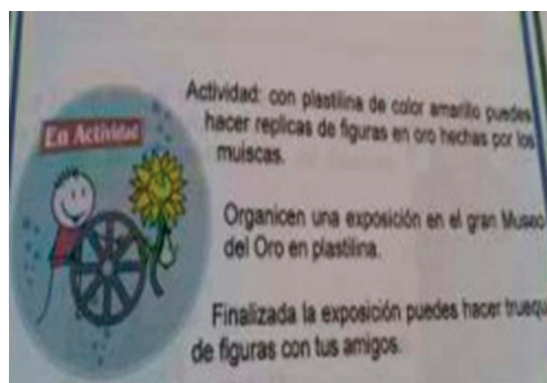 En Actividad
Actividad: con plastilina de color amarillo puedes
hacer replicas de figuras en oro hechas por los
muiscas.
Organicen una exposición en el gran Museo
del Oro en plastilina.
Finalizada la exposición puedes hacer truequ
de figuras con tus amigos.